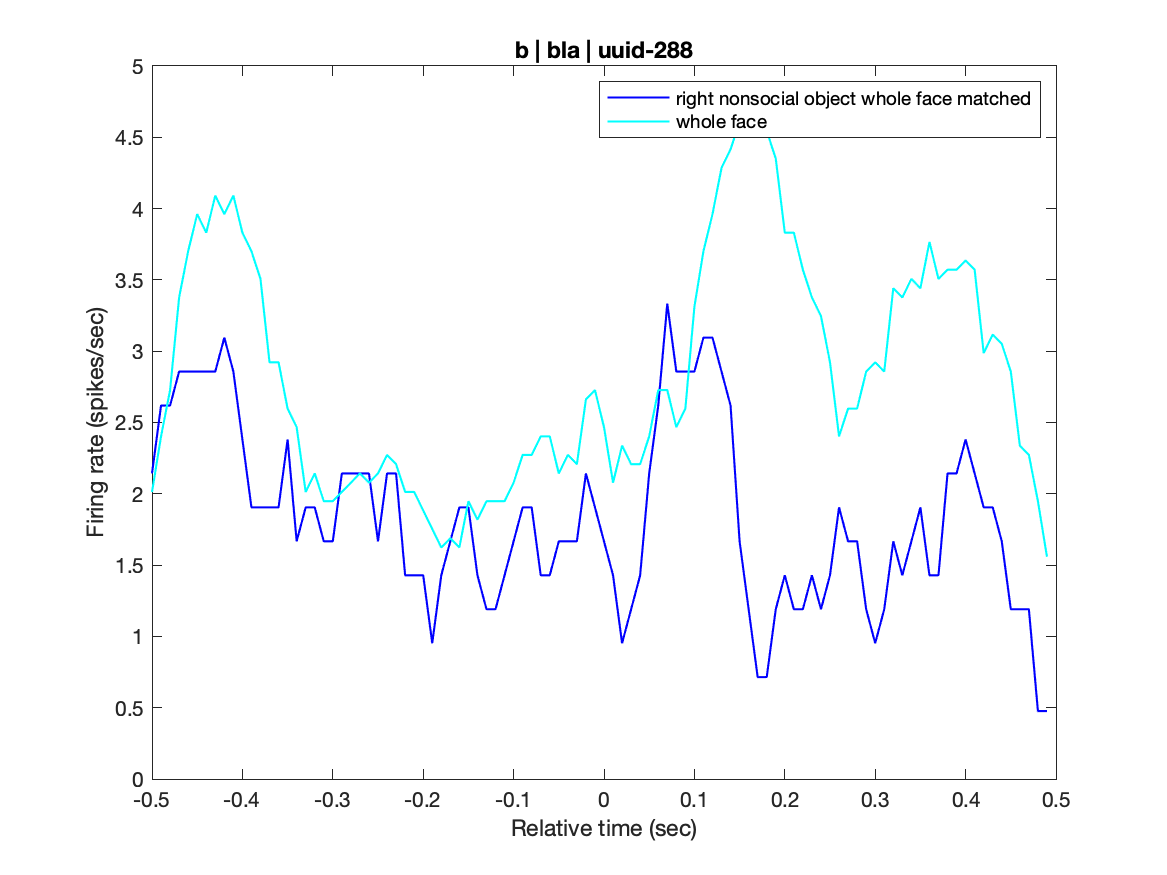 b | bla | uuid-288
right nonsocial object whole face matched
whole face
Firing rate (spikes/sec)
5
4.5
4
3.5
3
2.5
2
1.5
1
0.5
0
-0.5 -0.4 -0.3 -0.2 -0.1 0 0.1 0.2 0.3 0.4 0.5
Relative time (sec)